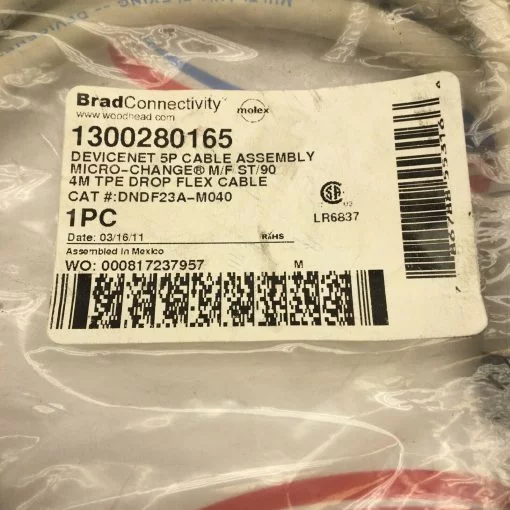 BradConnectivity™
molex
www.woodhead.com
1300280165
DEVICENET 5P CABLE ASSEMBLY
MICRO-CHANGE® M/F ST/90
4M TPE DROP FLEX CABLE
CAT #:DNDF23A-M040
1PC
LR6837
Date: 03/16/11
RoHS
Assembled in Mexico
WO: 000817237957
M